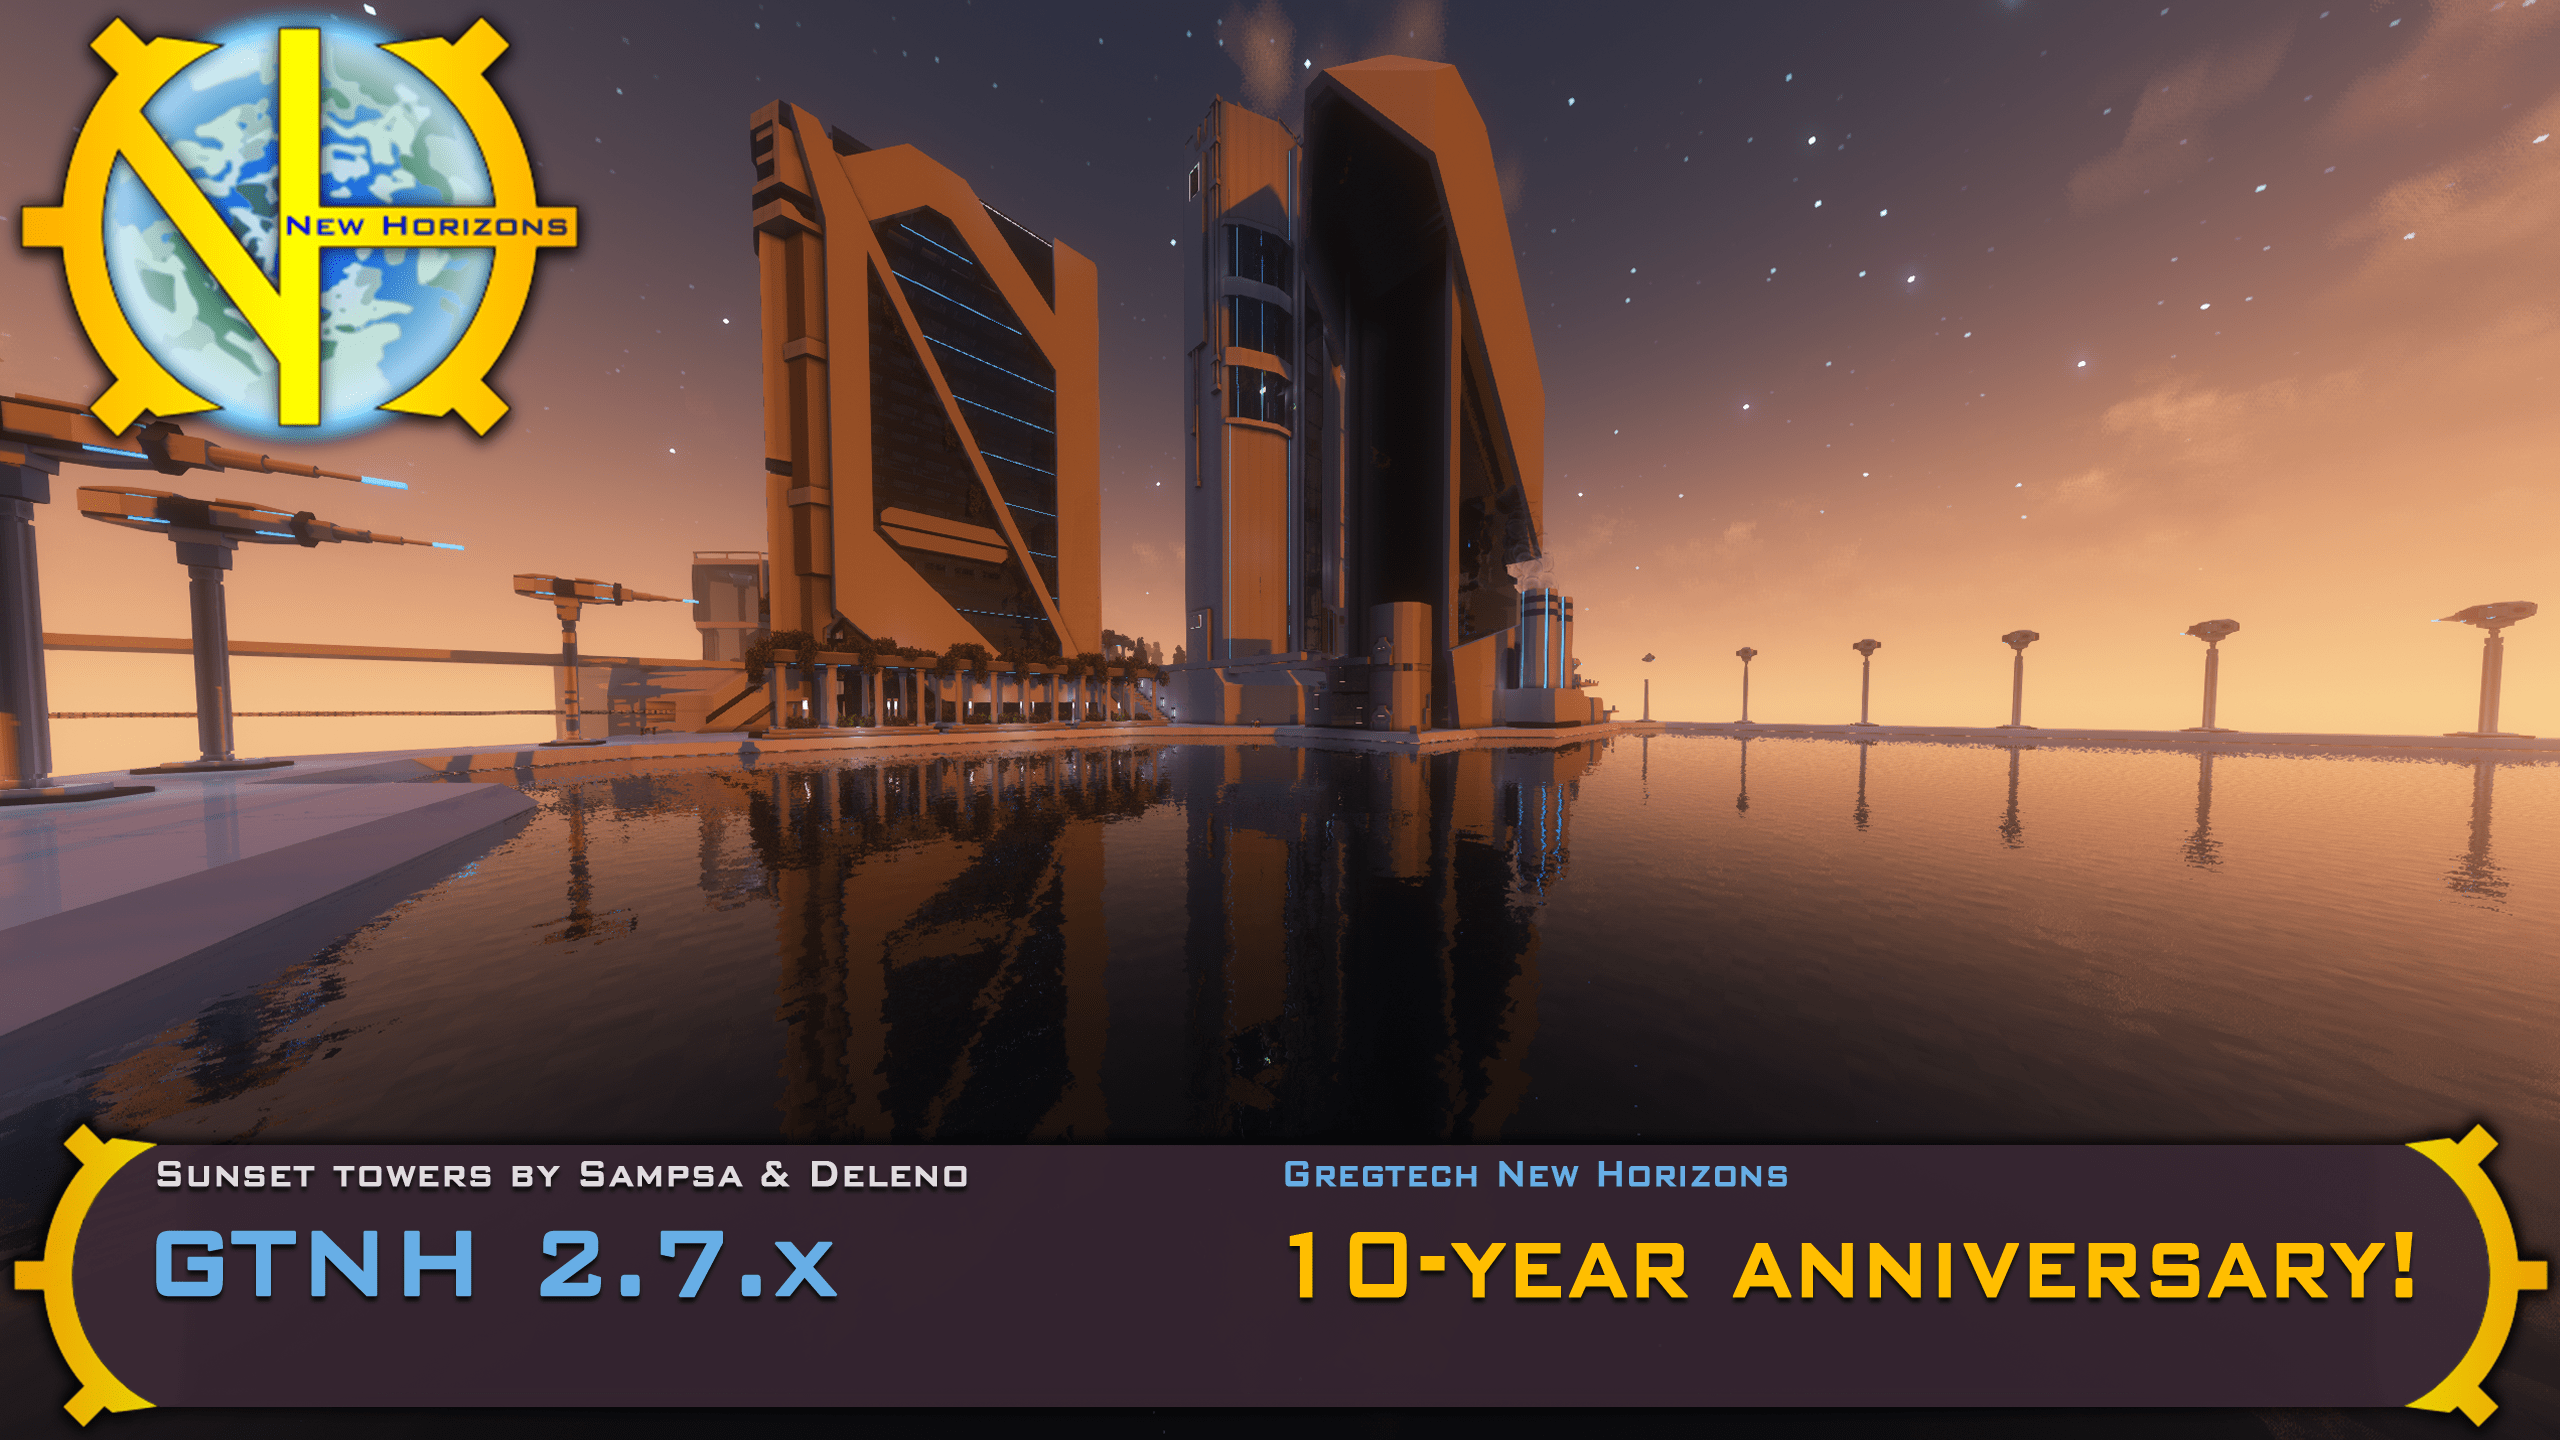 New Horizons
Sunset towers by Sampsa & Deleno
GTNH 2.7.x
Gregtech New Horizons
10-year anniversary!